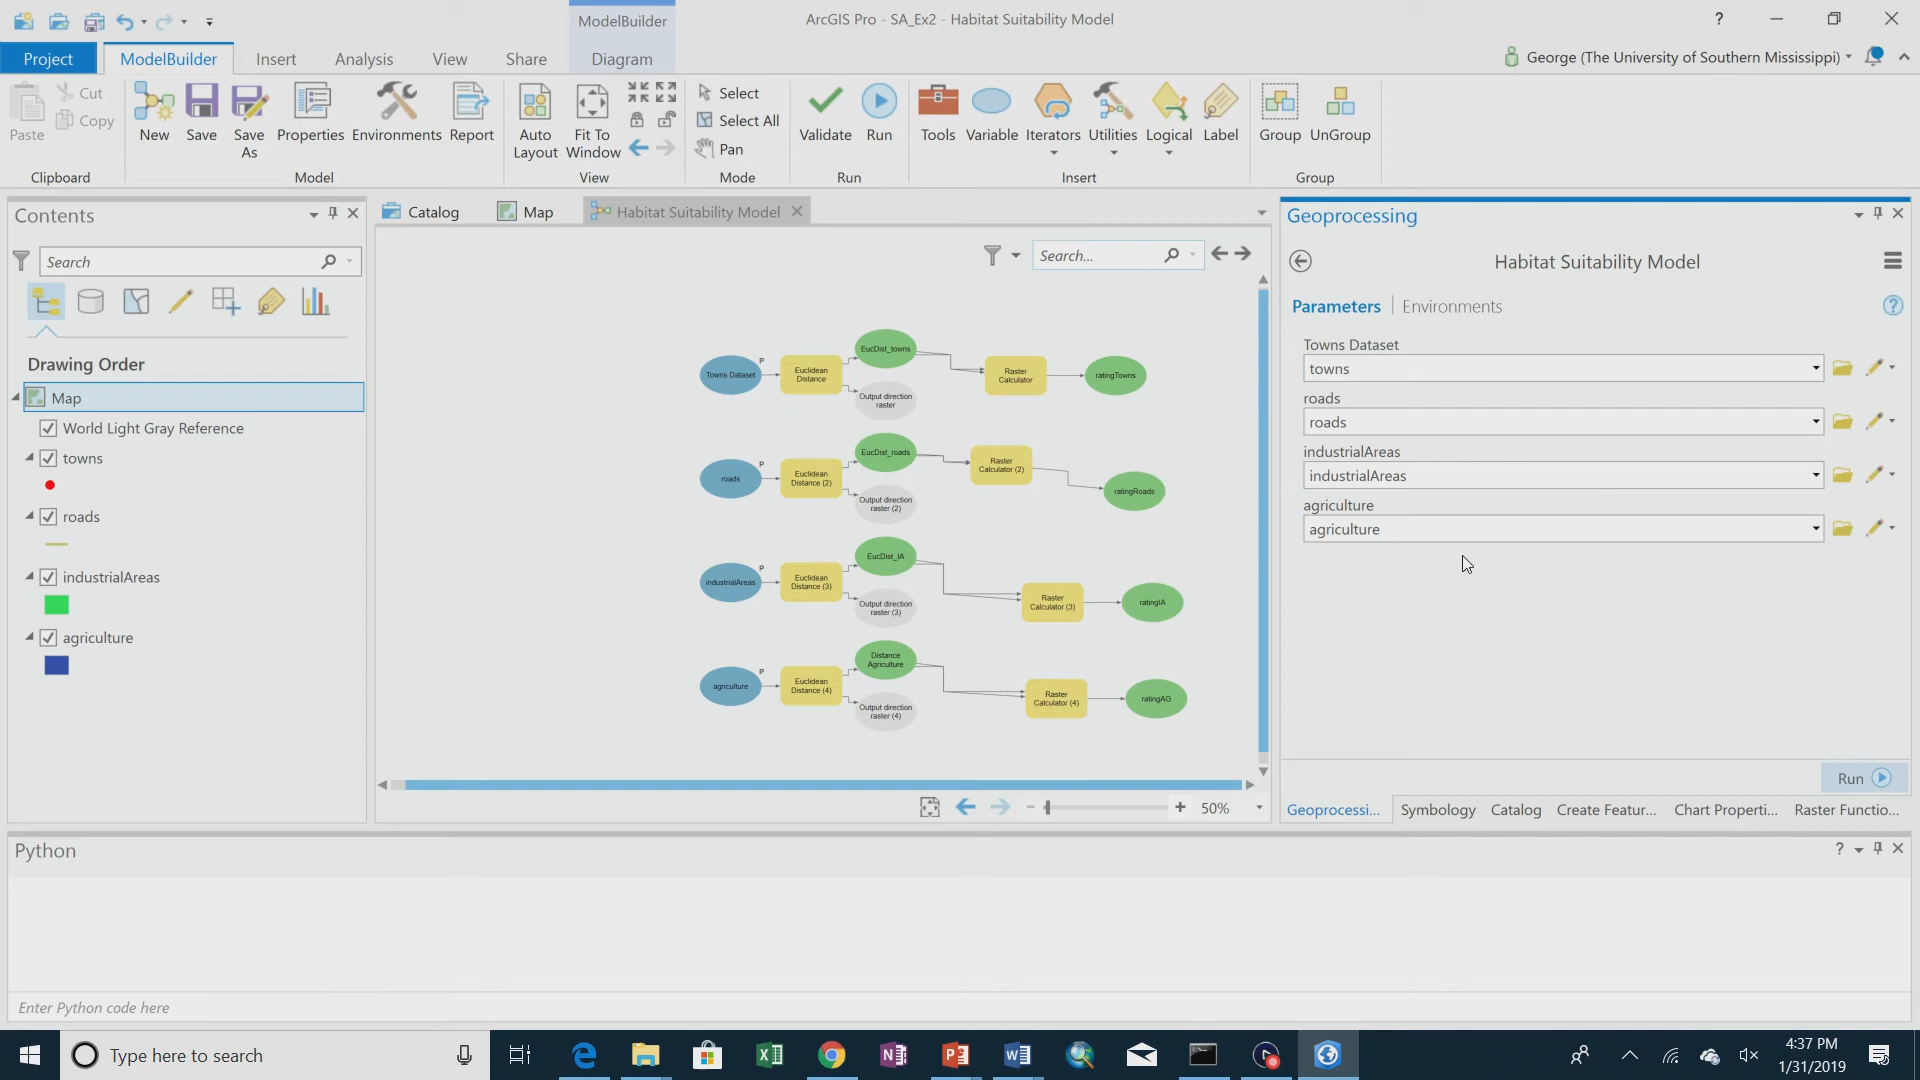 ModelBuilder
ArcGIS Pro - SA_Ex2 - Habitat Suitability Model
?
Project
ModelBuilder
Insert
Analysis
View
Share
Diagram
George (The University of Southern Mississippi)
Paste
Cut
Copy
Clipboard
New
Save
Save
As
Properties
Environments
Report
Model
Auto
Layout
Fit To
Window
View
Select
Select All
Pan
Mode
Validate
Run
Run
Tools
Variable
Iterators
Utilities
Logical
Label
Insert
Group
UnGroup
Group
Contents
Search
Drawing Order
Map
World Light Gray Reference
towns
roads
industrialAreas
agriculture
Catalog
Map
Habitat Suitability Model
Search...
Towns Dataset
P
Euclidean
Distance
EucDist_towns
Output direction
raster
Raster
Calculator
ratingTowns
roads
P
Euclidean
Distance (2)
EucDist_roads
Output direction
raster (2)
Raster
Calculator (2)
ratingRoads
industrialAreas
P
Euclidean
Distance (3)
EucDist_IA
Output direction
raster (3)
Raster
Calculator (3)
ratingIA
agriculture
P
Euclidean
Distance (4)
Distance
Agriculture
Output direction
raster (4)
Raster
Calculator (4)
ratingAG
50%
Geoprocessing
Habitat Suitability Model
Parameters
Environments
?
Towns Dataset
towns
roads
roads
industrialAreas
industrialAreas
agriculture
agriculture
Run
Geoprocessi...
Symbology
Catalog
Create Featur...
Chart Properti...
Raster Functio...
Python
?
Enter Python code here
Type here to search
4:37 PM
1/31/2019